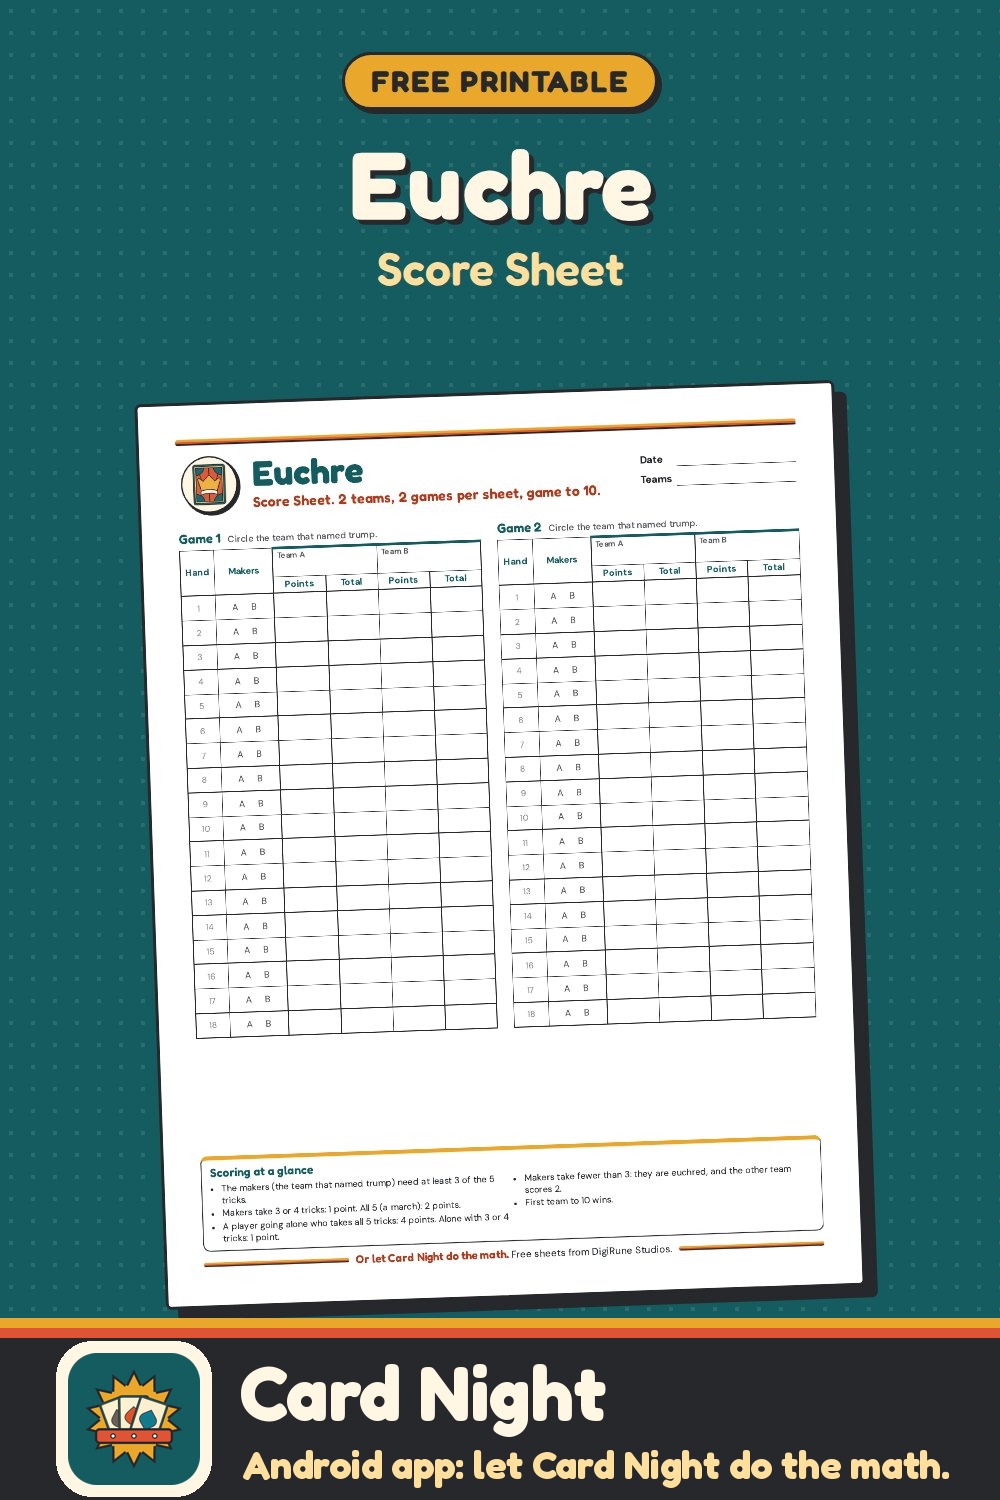 FREE PRINTABLE
Euchre
Score Sheet
Euchre
Score Sheet. 2 teams, 2 games per sheet, game to 10.
Date
Teams
Game 1 Circle the team that named trump.
Hand Makers Team A Team B
Points Total Points Total
1 A B
2 A B
3 A B
4 A B
5 A B
6 A B
7 A B
8 A B
9 A B
10 A B
11 A B
12 A B
13 A B
14 A B
15 A B
16 A B
17 A B
18 A B
Game 2 Circle the team that named trump.
Hand Makers Team A Team B
Points Total Points Total
1 A B
2 A B
3 A B
4 A B
5 A B
6 A B
7 A B
8 A B
9 A B
10 A B
11 A B
12 A B
13 A B
14 A B
15 A B
16 A B
17 A B
18 A B
Scoring at a glance
• The makers (the team that named trump) need at least 3 of the 5
tricks.
• Makers take 3 or 4 tricks: 1 point. All 5 (a march): 2 points.
• A player going alone who takes all 5 tricks: 4 points. Alone with 3 or 4
tricks: 1 point.
• Makers take fewer than 3: they are euchred, and the other team
scores 2.
• First team to 10 wins.
Or let Card Night do the math. Free sheets from DigiRune Studios.
Card Night
Android app: let Card Night do the math.